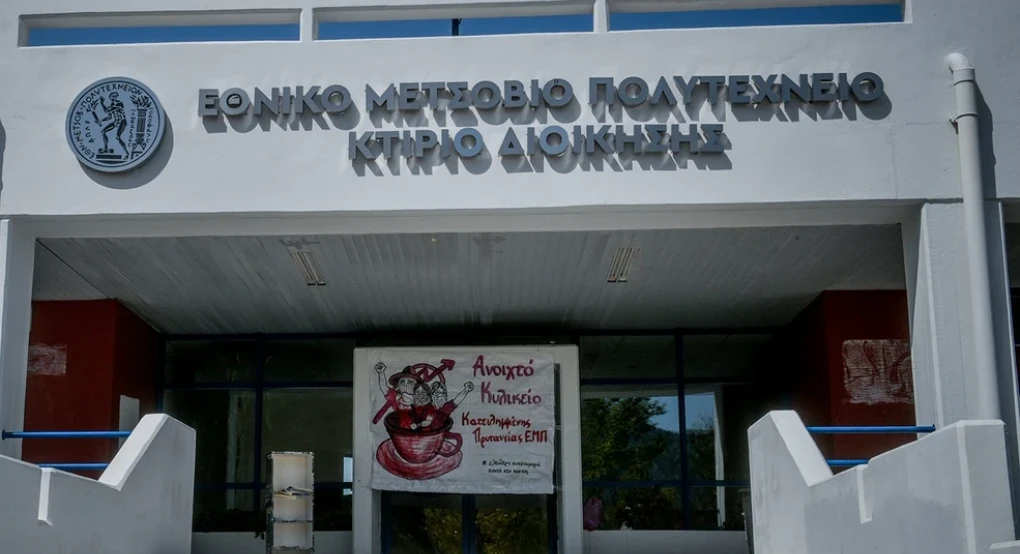 ΕΘΝΙΚΟ ΜΕΤΣΟΒΙΟ ΠΟΛΥΤΕΧΝΕΙΟ
ΚΤΙΡΙΟ ΔΙΟΙΚΗΣΗΣ
Ανοιχτό
Κυλικείο
Κατειλημμένης
Πρυτανείας ΕΜΠ